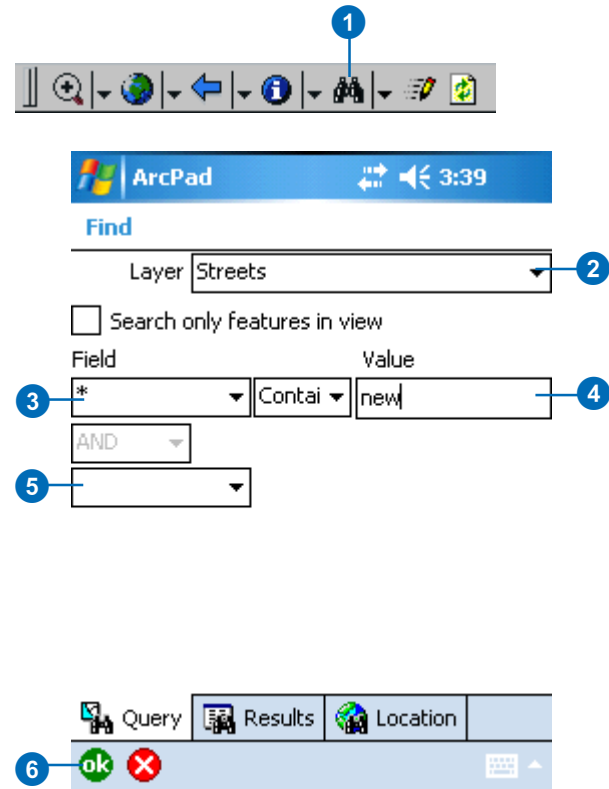 1
ArcPad 3:39
Find
Layer Streets 2
Search only features in view
Field Value
3 * Contai new 4
AND
5
Query Results Location
6 ok